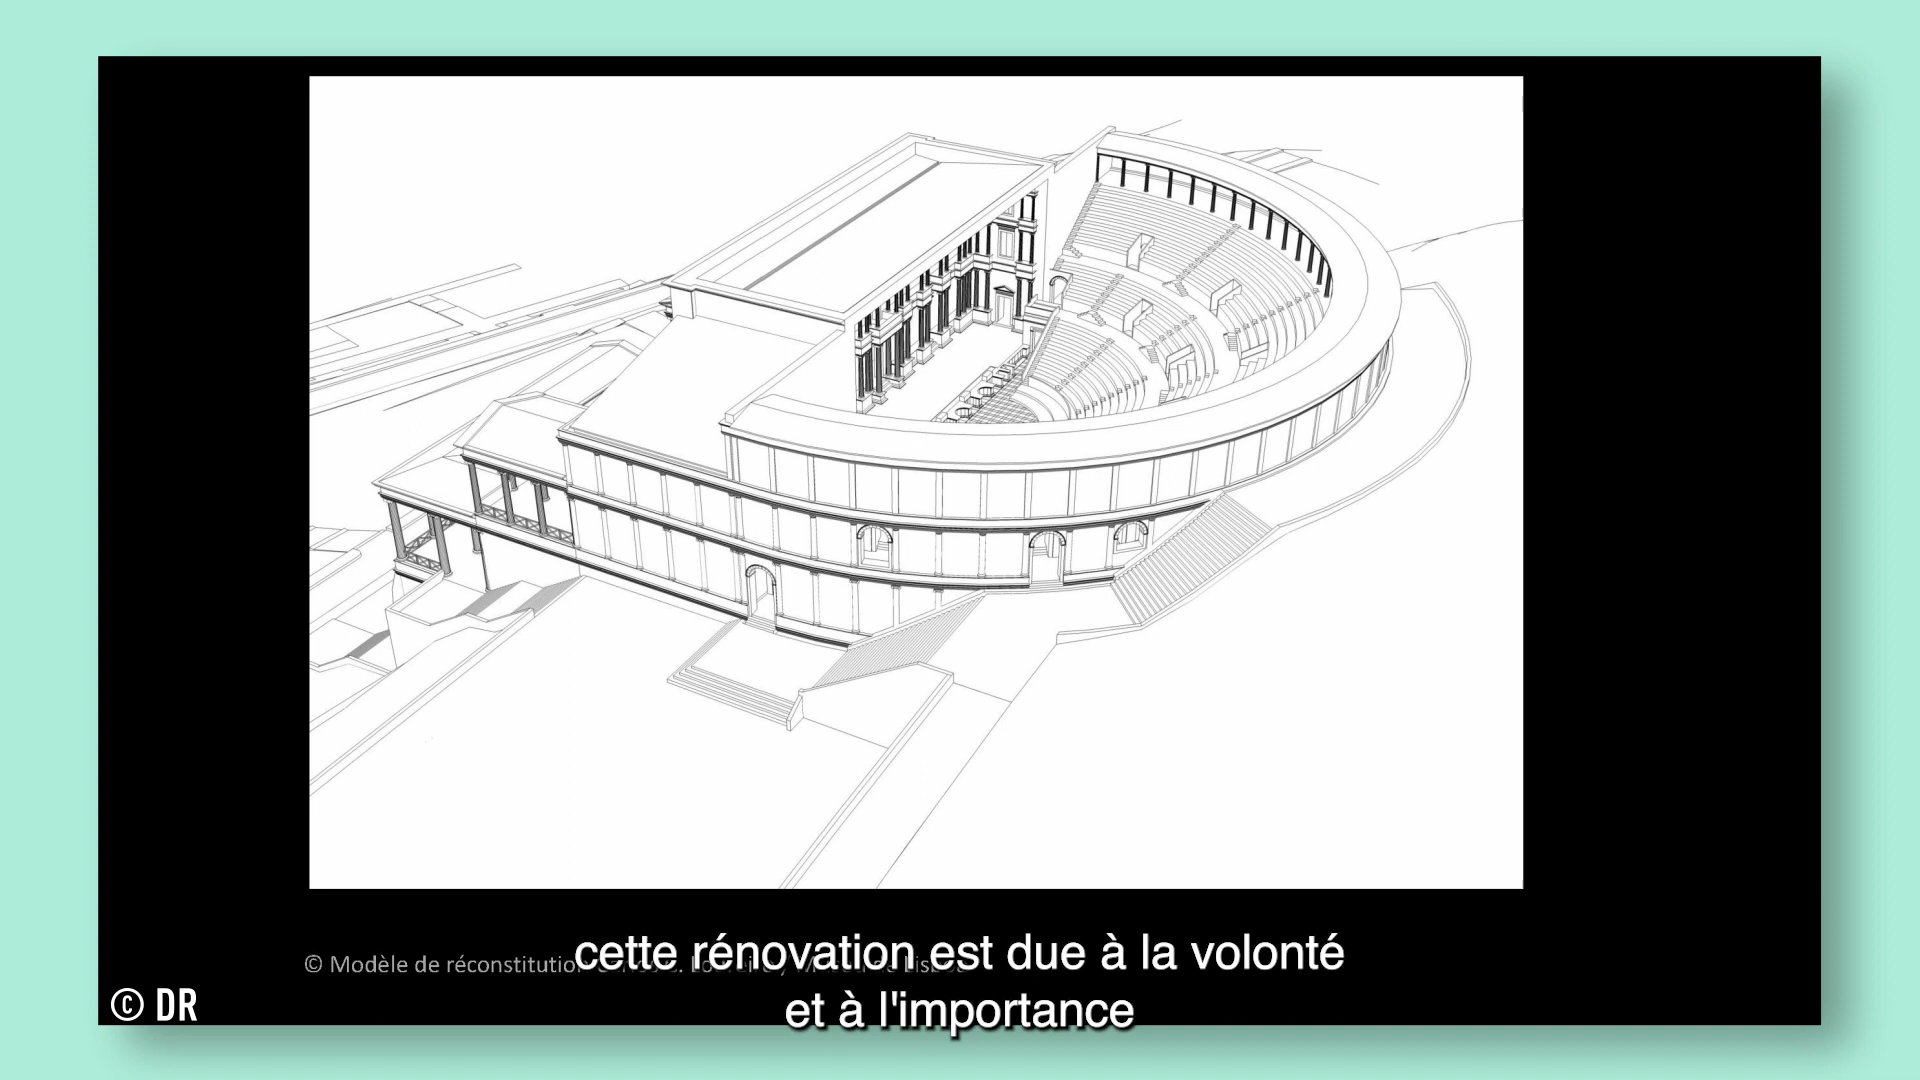 cette rénovation est due à la volonté
© Modèle de réconstitution
et à l'importance
© DR